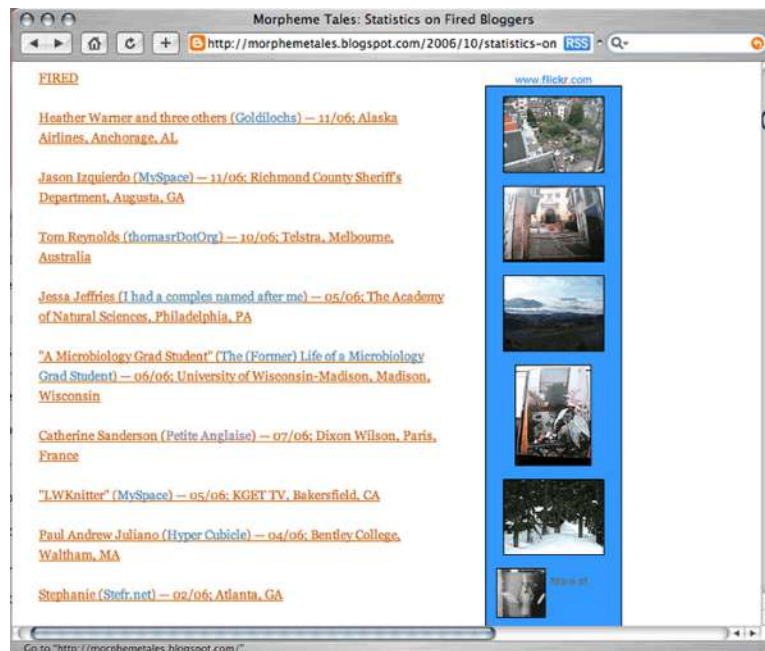 Morpheme Tales: Statistics on Fired Bloggers
http://morphemetales.blogspot.com/2006/10/statistics-on RSS
FIRED
Heather Warner and three others (Goldilochs) — 11/06; Alaska
Airlines, Anchorage, AL
Jason Izquierdo (MySpace) — 11/06; Richmond County Sheriff's
Department, Augusta, GA
Tom Reynolds (thomasrDotOrg) — 10/06; Telstra, Melbourne,
Australia
Jessa Jeffries (I had a comples named after me) — 05/06; The Academy
of Natural Sciences, Philadelphia, PA
"A Microbiology Grad Student" (The (Former) Life of a Microbiology
Grad Student) — 06/06; University of Wisconsin-Madison, Madison,
Wisconsin
Catherine Sanderson (Petite Anglaise) — 07/06; Dixon Wilson, Paris,
France
"LWKnitter" (MySpace) — 05/06; KGET TV, Bakersfield, CA
Paul Andrew Juliano (Hyper Cubicle) — 04/06; Bentley College,
Waltham, MA
Stephanie (Stefr.net) — 02/06; Atlanta, GA
www.flickr.com
Go to "http://morphemetales.blogspot.com/"